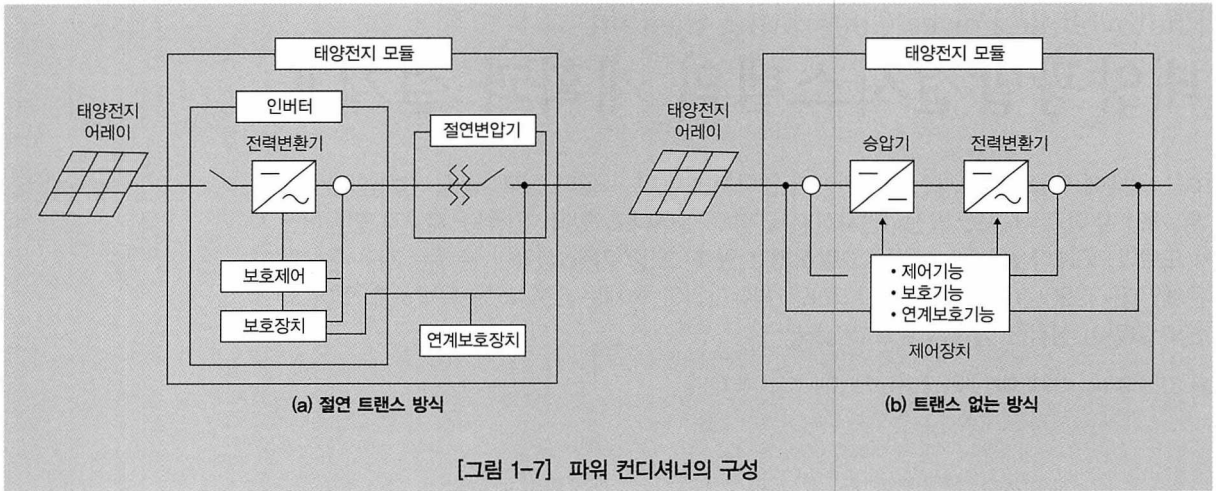 태양전지 모듈
인버터
태양전지
어레이
전력변환기
절연변압기
보호제어
보호장치
연계보호장치
(a) 절연 트랜스 방식
태양전지 모듈
태양전지
어레이
승압기
전력변환기
• 제어기능
• 보호기능
• 연계보호기능
제어장치
(b) 트랜스 없는 방식
[그림 1-7] 파워 컨디셔너의 구성